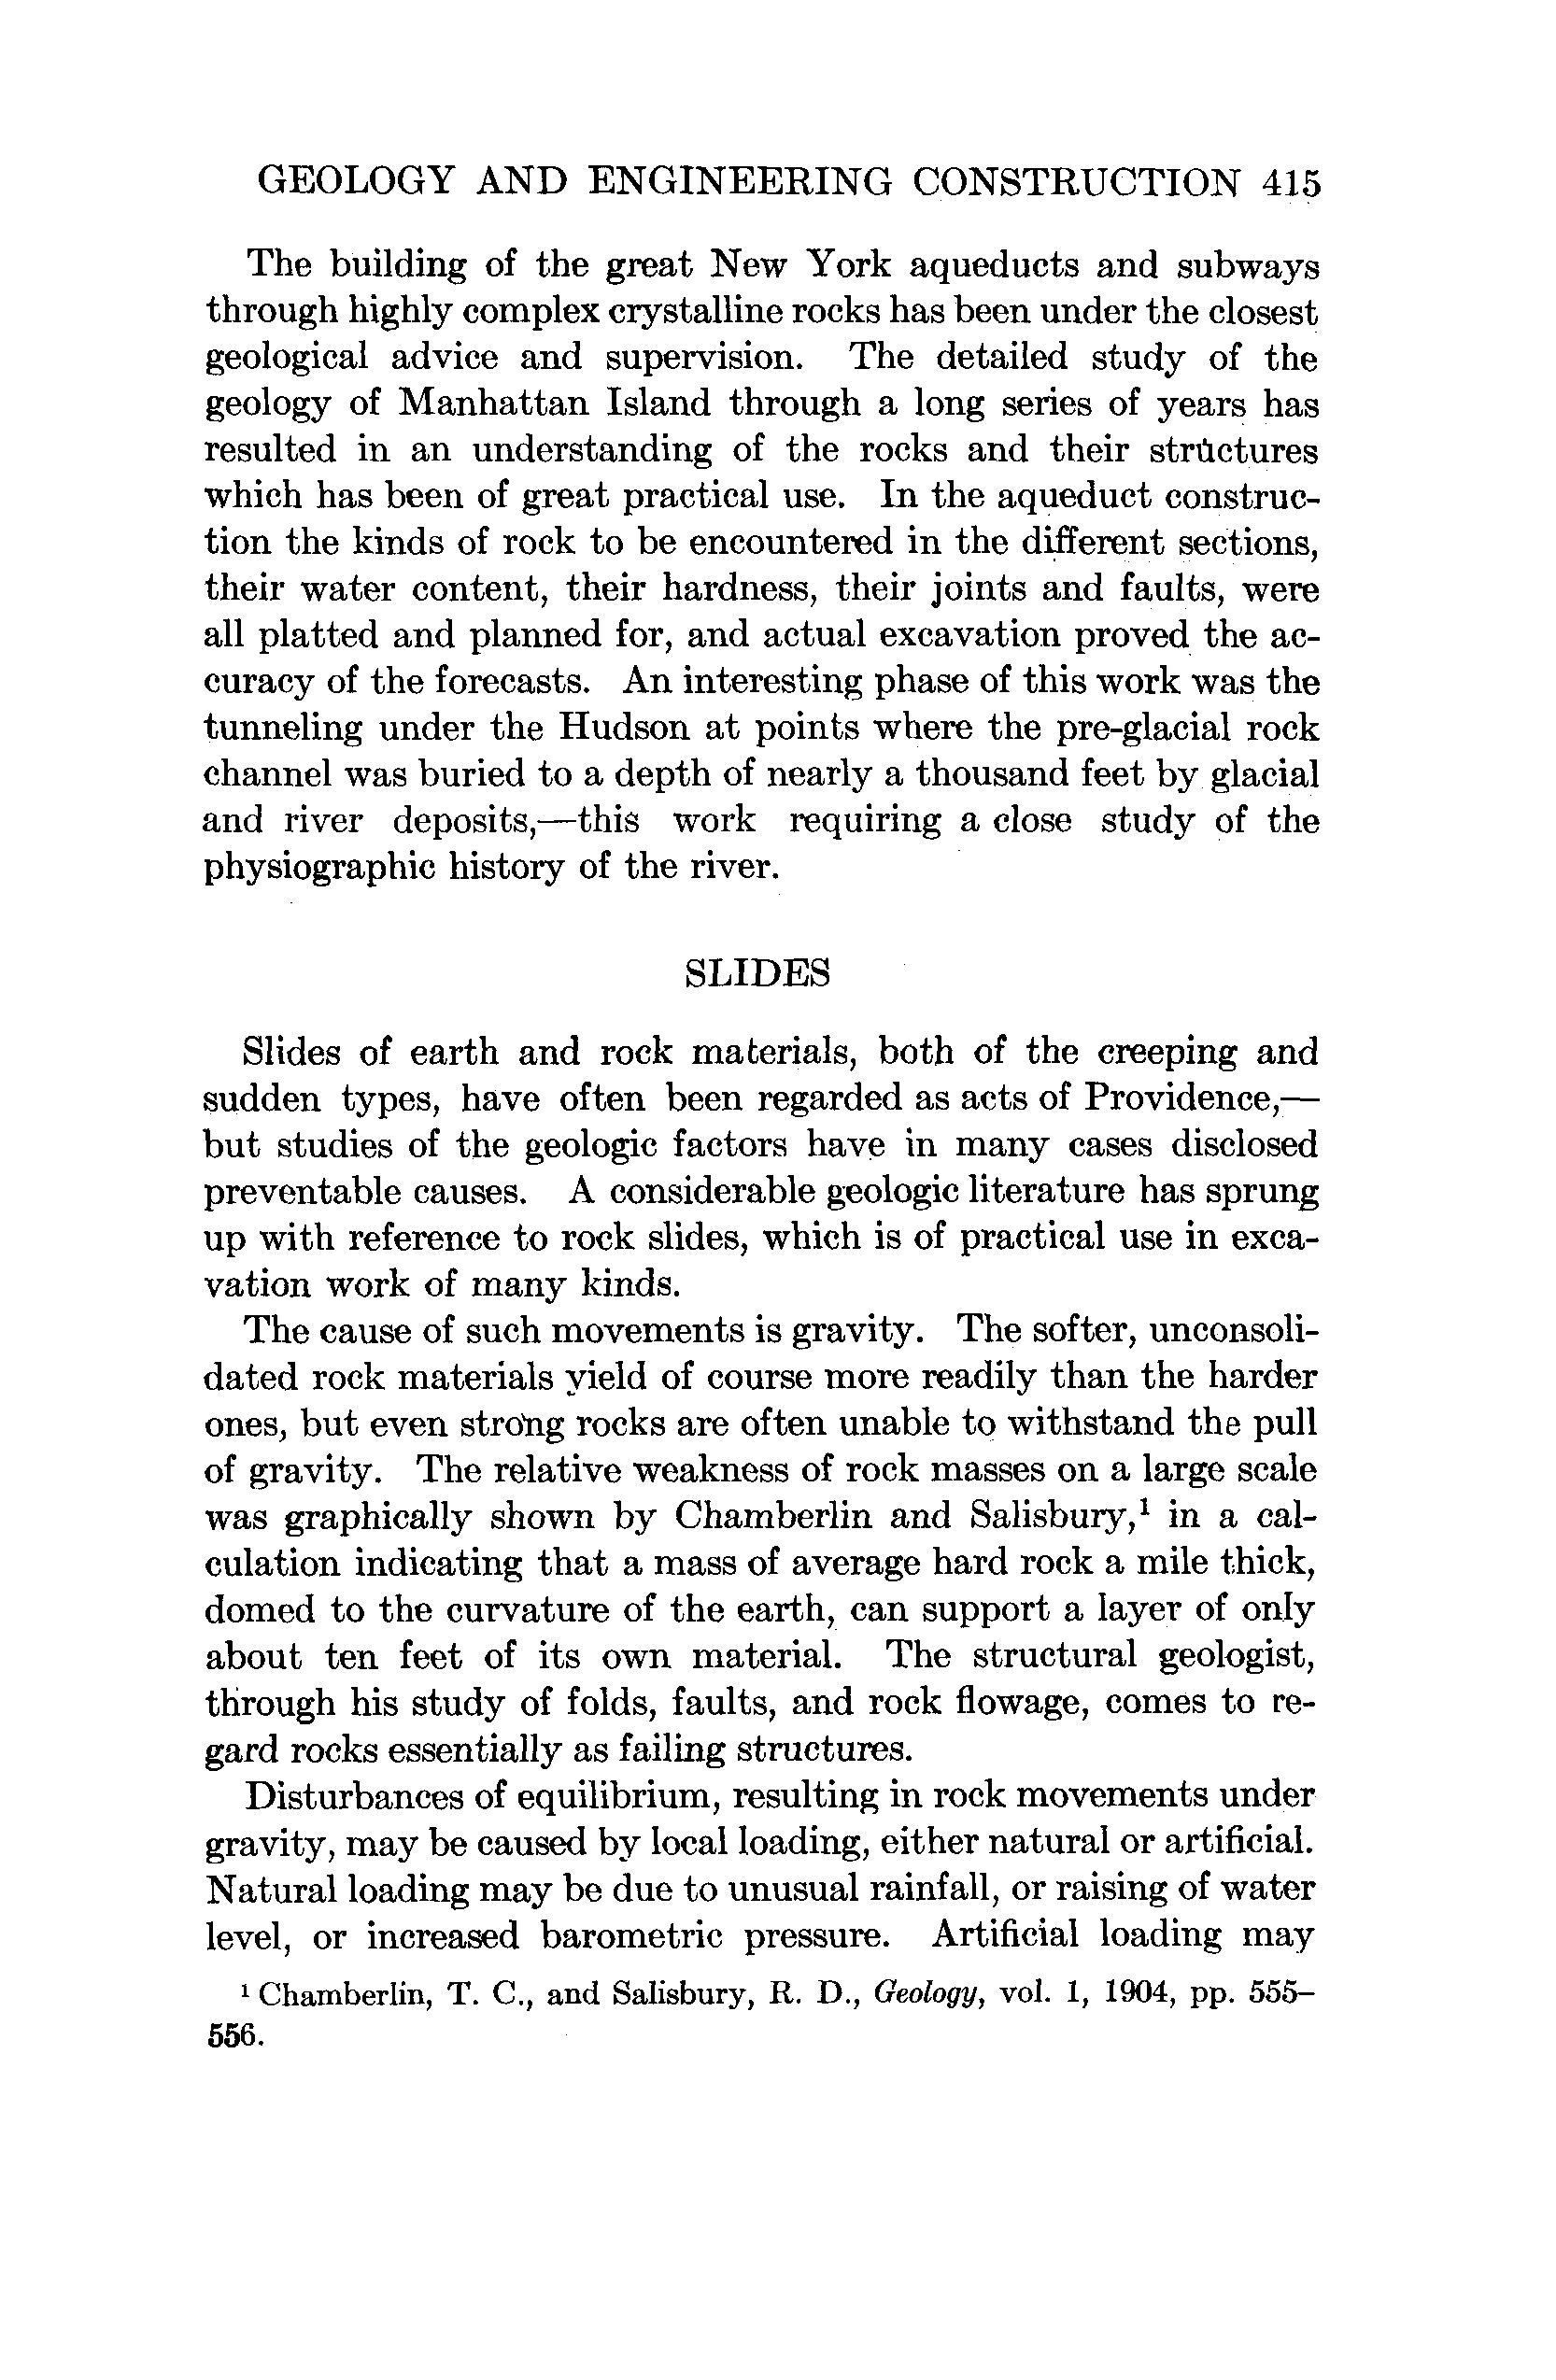 GEOLOGY AND ENGINEERING CONSTRUCTION 415
The building of the great New York aqueducts and subways
through highly complex crystalline rocks has been under the closest
geological advice and supervision. The detailed study of the
geology of Manhattan Island through a long series of years has
resulted in an understanding of the rocks and their structures
which has been of great practical use. In the aqueduct construc-
tion the kinds of rock to be encountered in the different sections,
their water content, their hardness, their joints and faults, were
all platted and planned for, and actual excavation proved the ac-
curacy of the forecasts. An interesting phase of this work was the
tunneling under the Hudson at points where the pre-glacial rock
channel was buried to a depth of nearly a thousand feet by glacial
and river deposits,—this work requiring a close study of the
physiographic history of the river.
SLIDES
Slides of earth and rock materials, both of the creeping and
sudden types, have often been regarded as acts of Providence,—
but studies of the geologic factors have in many cases disclosed
preventable causes. A considerable geologic literature has sprung
up with reference to rock slides, which is of practical use in exca-
vation work of many kinds.
The cause of such movements is gravity. The softer, unconsoli-
dated rock materials yield of course more readily than the harder
ones, but even strong rocks are often unable to withstand the pull
of gravity. The relative weakness of rock masses on a large scale
was graphically shown by Chamberlin and Salisbury,¹ in a cal-
culation indicating that a mass of average hard rock a mile thick,
domed to the curvature of the earth, can support a layer of only
about ten feet of its own material. The structural geologist,
through his study of folds, faults, and rock flowage, comes to re-
gard rocks essentially as failing structures.
Disturbances of equilibrium, resulting in rock movements under
gravity, may be caused by local loading, either natural or artificial.
Natural loading may be due to unusual rainfall, or raising of water
level, or increased barometric pressure. Artificial loading may
¹ Chamberlin, T. C., and Salisbury, R. D., Geology, vol. 1, 1904, pp. 555–
556.